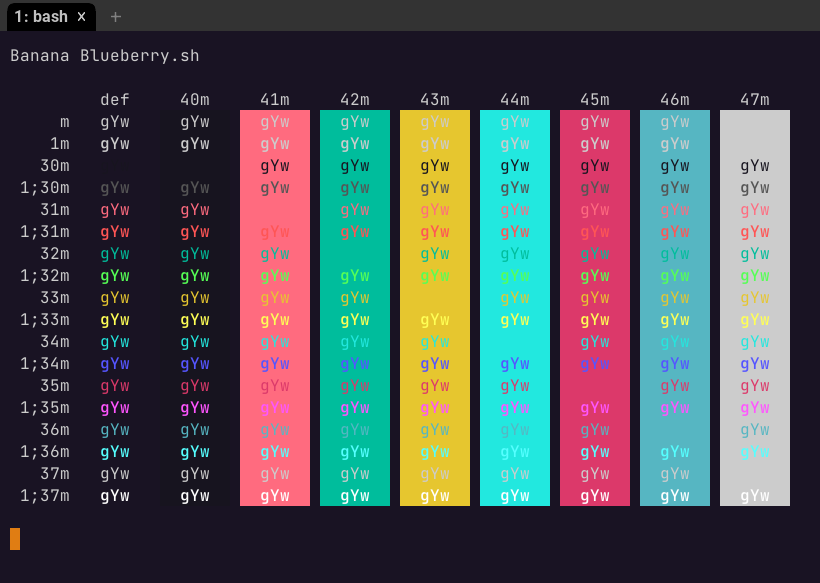 1: bash × +
Banana Blueberry.sh
def 40m 41m 42m 43m 44m 45m 46m 47m
m gYw gYw gYw gYw gYw gYw gYw gYw gYw
1m gYw gYw gYw gYw gYw gYw gYw gYw gYw
30m gYw gYw gYw gYw gYw gYw gYw
1;30m gYw gYw gYw gYw gYw gYw gYw gYw gYw
31m gYw gYw gYw gYw gYw gYw gYw gYw
1;31m gYw gYw gYw gYw gYw gYw gYw gYw gYw
32m gYw gYw gYw gYw gYw gYw gYw gYw
1;32m gYw gYw gYw gYw gYw gYw gYw gYw gYw
33m gYw gYw gYw gYw gYw gYw gYw gYw
1;33m gYw gYw gYw gYw gYw gYw gYw gYw gYw
34m gYw gYw gYw gYw gYw gYw gYw gYw
1;34m gYw gYw gYw gYw gYw gYw gYw gYw gYw
35m gYw gYw gYw gYw gYw gYw gYw gYw
1;35m gYw gYw gYw gYw gYw gYw gYw gYw gYw
36m gYw gYw gYw gYw gYw gYw gYw gYw
1;36m gYw gYw gYw gYw gYw gYw gYw gYw gYw
37m gYw gYw gYw gYw gYw gYw gYw gYw
1;37m gYw gYw gYw gYw gYw gYw gYw gYw gYw